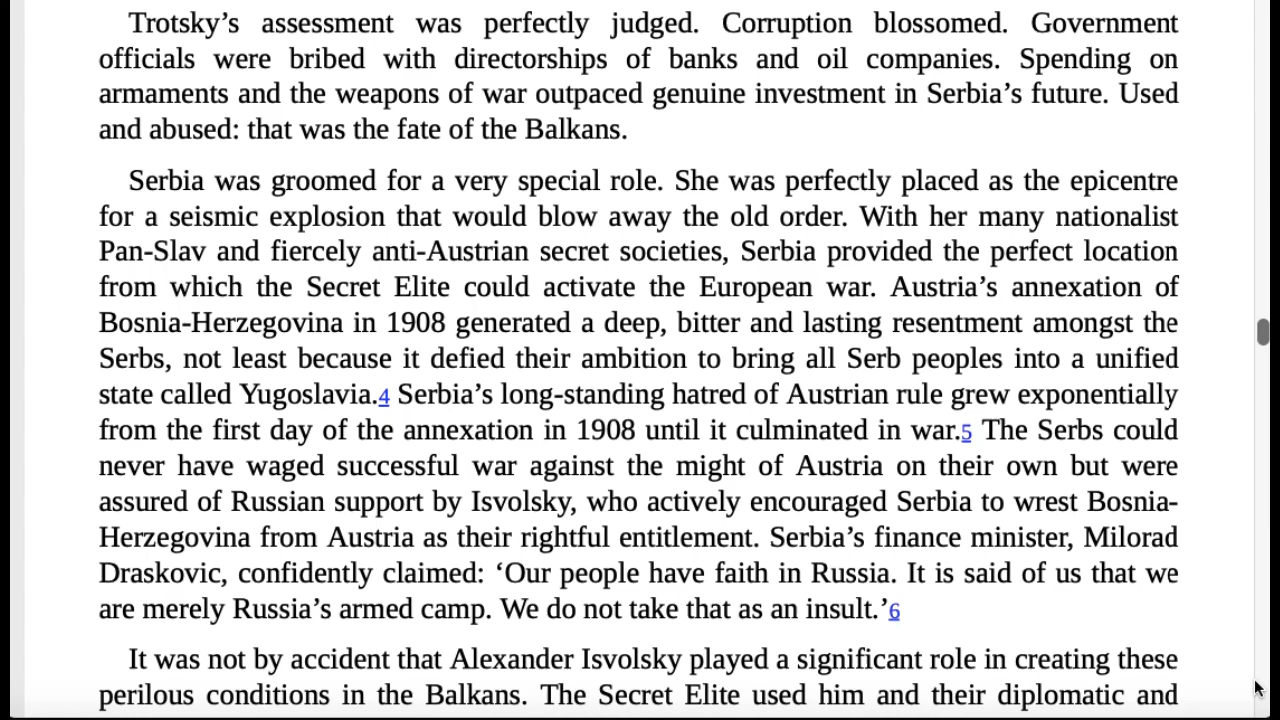 Trotsky’s assessment was perfectly judged. Corruption blossomed. Government
officials were bribed with directorships of banks and oil companies. Spending on
armaments and the weapons of war outpaced genuine investment in Serbia’s future. Used
and abused: that was the fate of the Balkans.
Serbia was groomed for a very special role. She was perfectly placed as the epicentre
for a seismic explosion that would blow away the old order. With her many nationalist
Pan-Slav and fiercely anti-Austrian secret societies, Serbia provided the perfect location
from which the Secret Elite could activate the European war. Austria’s annexation of
Bosnia-Herzegovina in 1908 generated a deep, bitter and lasting resentment amongst the
Serbs, not least because it defied their ambition to bring all Serb peoples into a unified
state called Yugoslavia.4 Serbia’s long-standing hatred of Austrian rule grew exponentially
from the first day of the annexation in 1908 until it culminated in war.5 The Serbs could
never have waged successful war against the might of Austria on their own but were
assured of Russian support by Isvolsky, who actively encouraged Serbia to wrest Bosnia-
Herzegovina from Austria as their rightful entitlement. Serbia’s finance minister, Milorad
Draskovic, confidently claimed: ‘Our people have faith in Russia. It is said of us that we
are merely Russia’s armed camp. We do not take that as an insult.’6
It was not by accident that Alexander Isvolsky played a significant role in creating these
perilous conditions in the Balkans. The Secret Elite used him and their diplomatic and